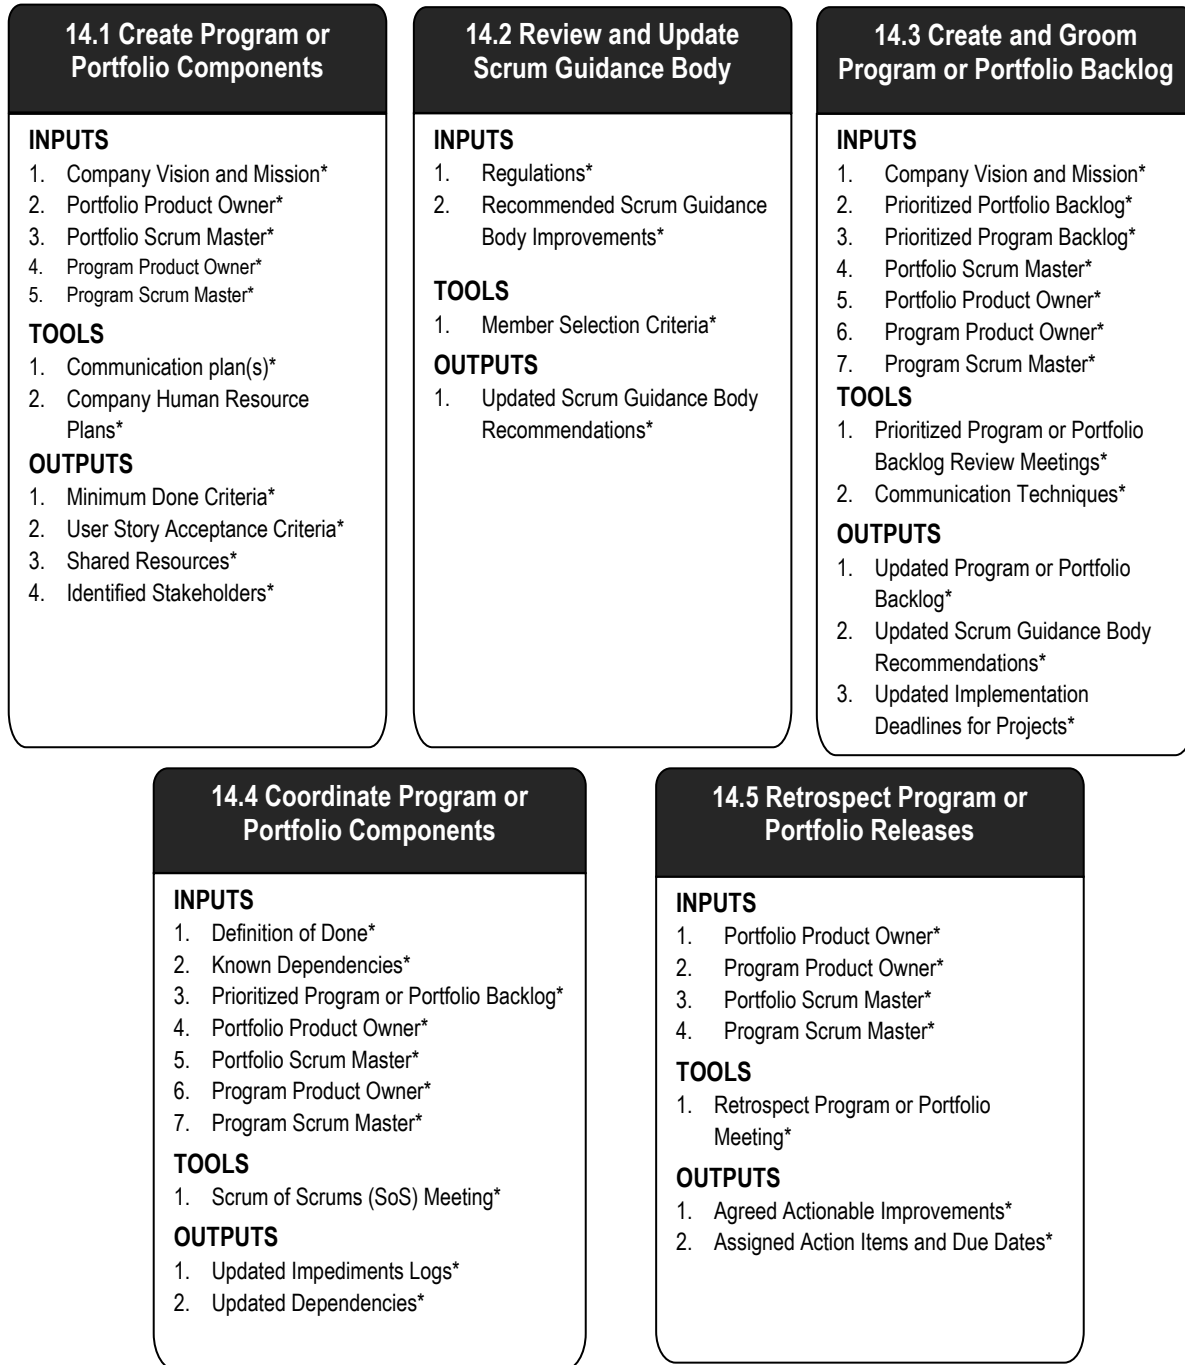 14.1 Create Program or
Portfolio Components
INPUTS
1. Company Vision and Mission*
2. Portfolio Product Owner*
3. Portfolio Scrum Master*
4. Program Product Owner*
5. Program Scrum Master*
TOOLS
1. Communication plan(s)*
2. Company Human Resource
Plans*
OUTPUTS
1. Minimum Done Criteria*
2. User Story Acceptance Criteria*
3. Shared Resources*
4. Identified Stakeholders*
14.2 Review and Update
Scrum Guidance Body
INPUTS
1. Regulations*
2. Recommended Scrum Guidance
Body Improvements*
TOOLS
1. Member Selection Criteria*
OUTPUTS
1. Updated Scrum Guidance Body
Recommendations*
14.3 Create and Groom
Program or Portfolio Backlog
INPUTS
1. Company Vision and Mission*
2. Prioritized Portfolio Backlog*
3. Prioritized Program Backlog*
4. Portfolio Scrum Master*
5. Portfolio Product Owner*
6. Program Product Owner*
7. Program Scrum Master*
TOOLS
1. Prioritized Program or Portfolio
Backlog Review Meetings*
2. Communication Techniques*
OUTPUTS
1. Updated Program or Portfolio
Backlog*
2. Updated Scrum Guidance Body
Recommendations*
3. Updated Implementation
Deadlines for Projects*
14.4 Coordinate Program or
Portfolio Components
INPUTS
1. Definition of Done*
2. Known Dependencies*
3. Prioritized Program or Portfolio Backlog*
4. Portfolio Product Owner*
5. Portfolio Scrum Master*
6. Program Product Owner*
7. Program Scrum Master*
TOOLS
1. Scrum of Scrums (SoS) Meeting*
OUTPUTS
1. Updated Impediments Logs*
2. Updated Dependencies*
14.5 Retrospect Program or
Portfolio Releases
INPUTS
1. Portfolio Product Owner*
2. Program Product Owner*
3. Portfolio Scrum Master*
4. Program Scrum Master*
TOOLS
1. Retrospect Program or Portfolio
Meeting*
OUTPUTS
1. Agreed Actionable Improvements*
2. Assigned Action Items and Due Dates*